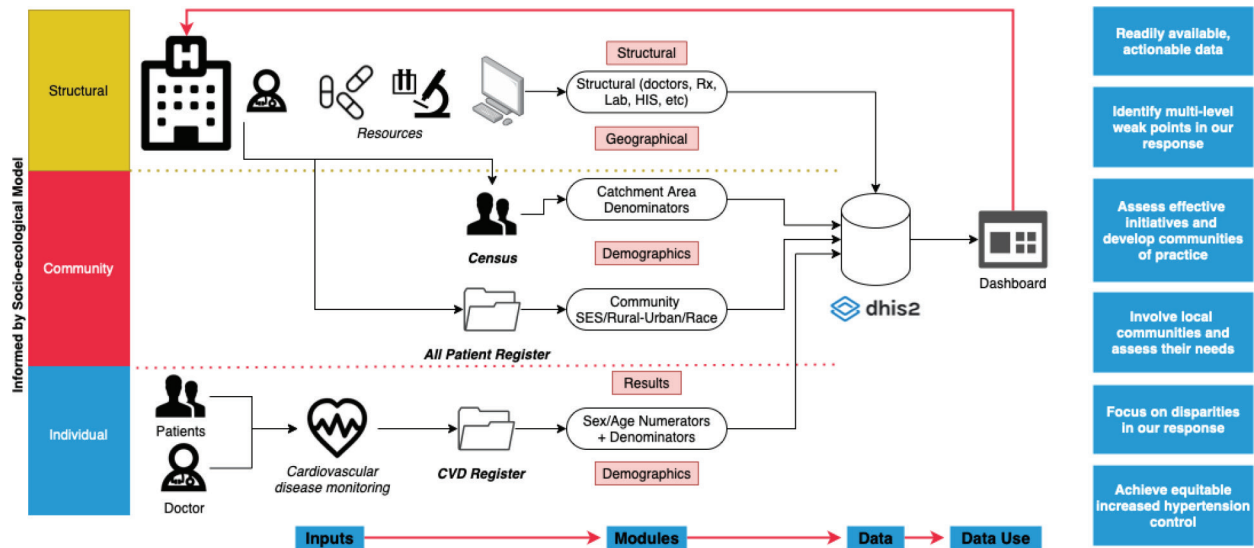 Informed by Socio-ecological Model
Structural
Community
Individual
H
Resources
Structural
Structural (doctors, Rx,
Lab, HIS, etc)
Geographical
Census
Catchment Area
Denominators
Demographics
All Patient Register
Community
SES/Rural-Urban/Race
dhis2
Dashboard
Patients
Doctor
Cardiovascular
disease monitoring
CVD Register
Results
Sex/Age Numerators
+ Denominators
Demographics
Inputs
Modules
Data
Data Use
Readily available,
actionable data
Identify multi-level
weak points in our
response
Assess effective
initiatives and
develop communities
of practice
Involve local
communities and
assess their needs
Focus on disparities
in our response
Achieve equitable
increased hypertension
control